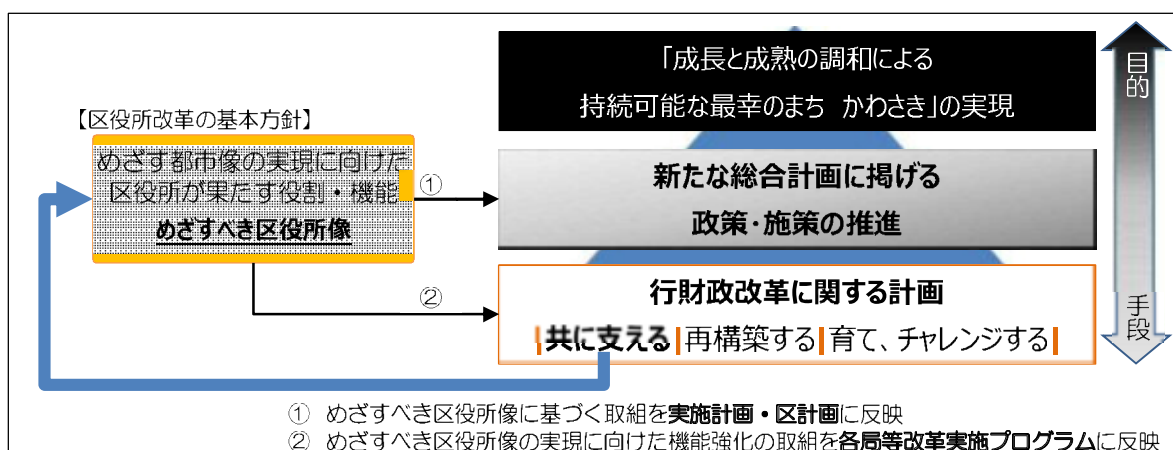 「成長と成熟の調和による
持続可能な最幸のまち かわさき」の実現
目的
【区役所改革の基本方針】
めざす都市像の実現に向けた
区役所が果たす役割・機能
めざすべき区役所像
①
新たな総合計画に掲げる
政策・施策の推進
②
行財政改革に関する計画
|共に支える|再構築する|育て、チャレンジする|
手段
① めざすべき区役所像に基づく取組を実施計画・区計画に反映
② めざすべき区役所像の実現に向けた機能強化の取組を各局等改革実施プログラムに反映